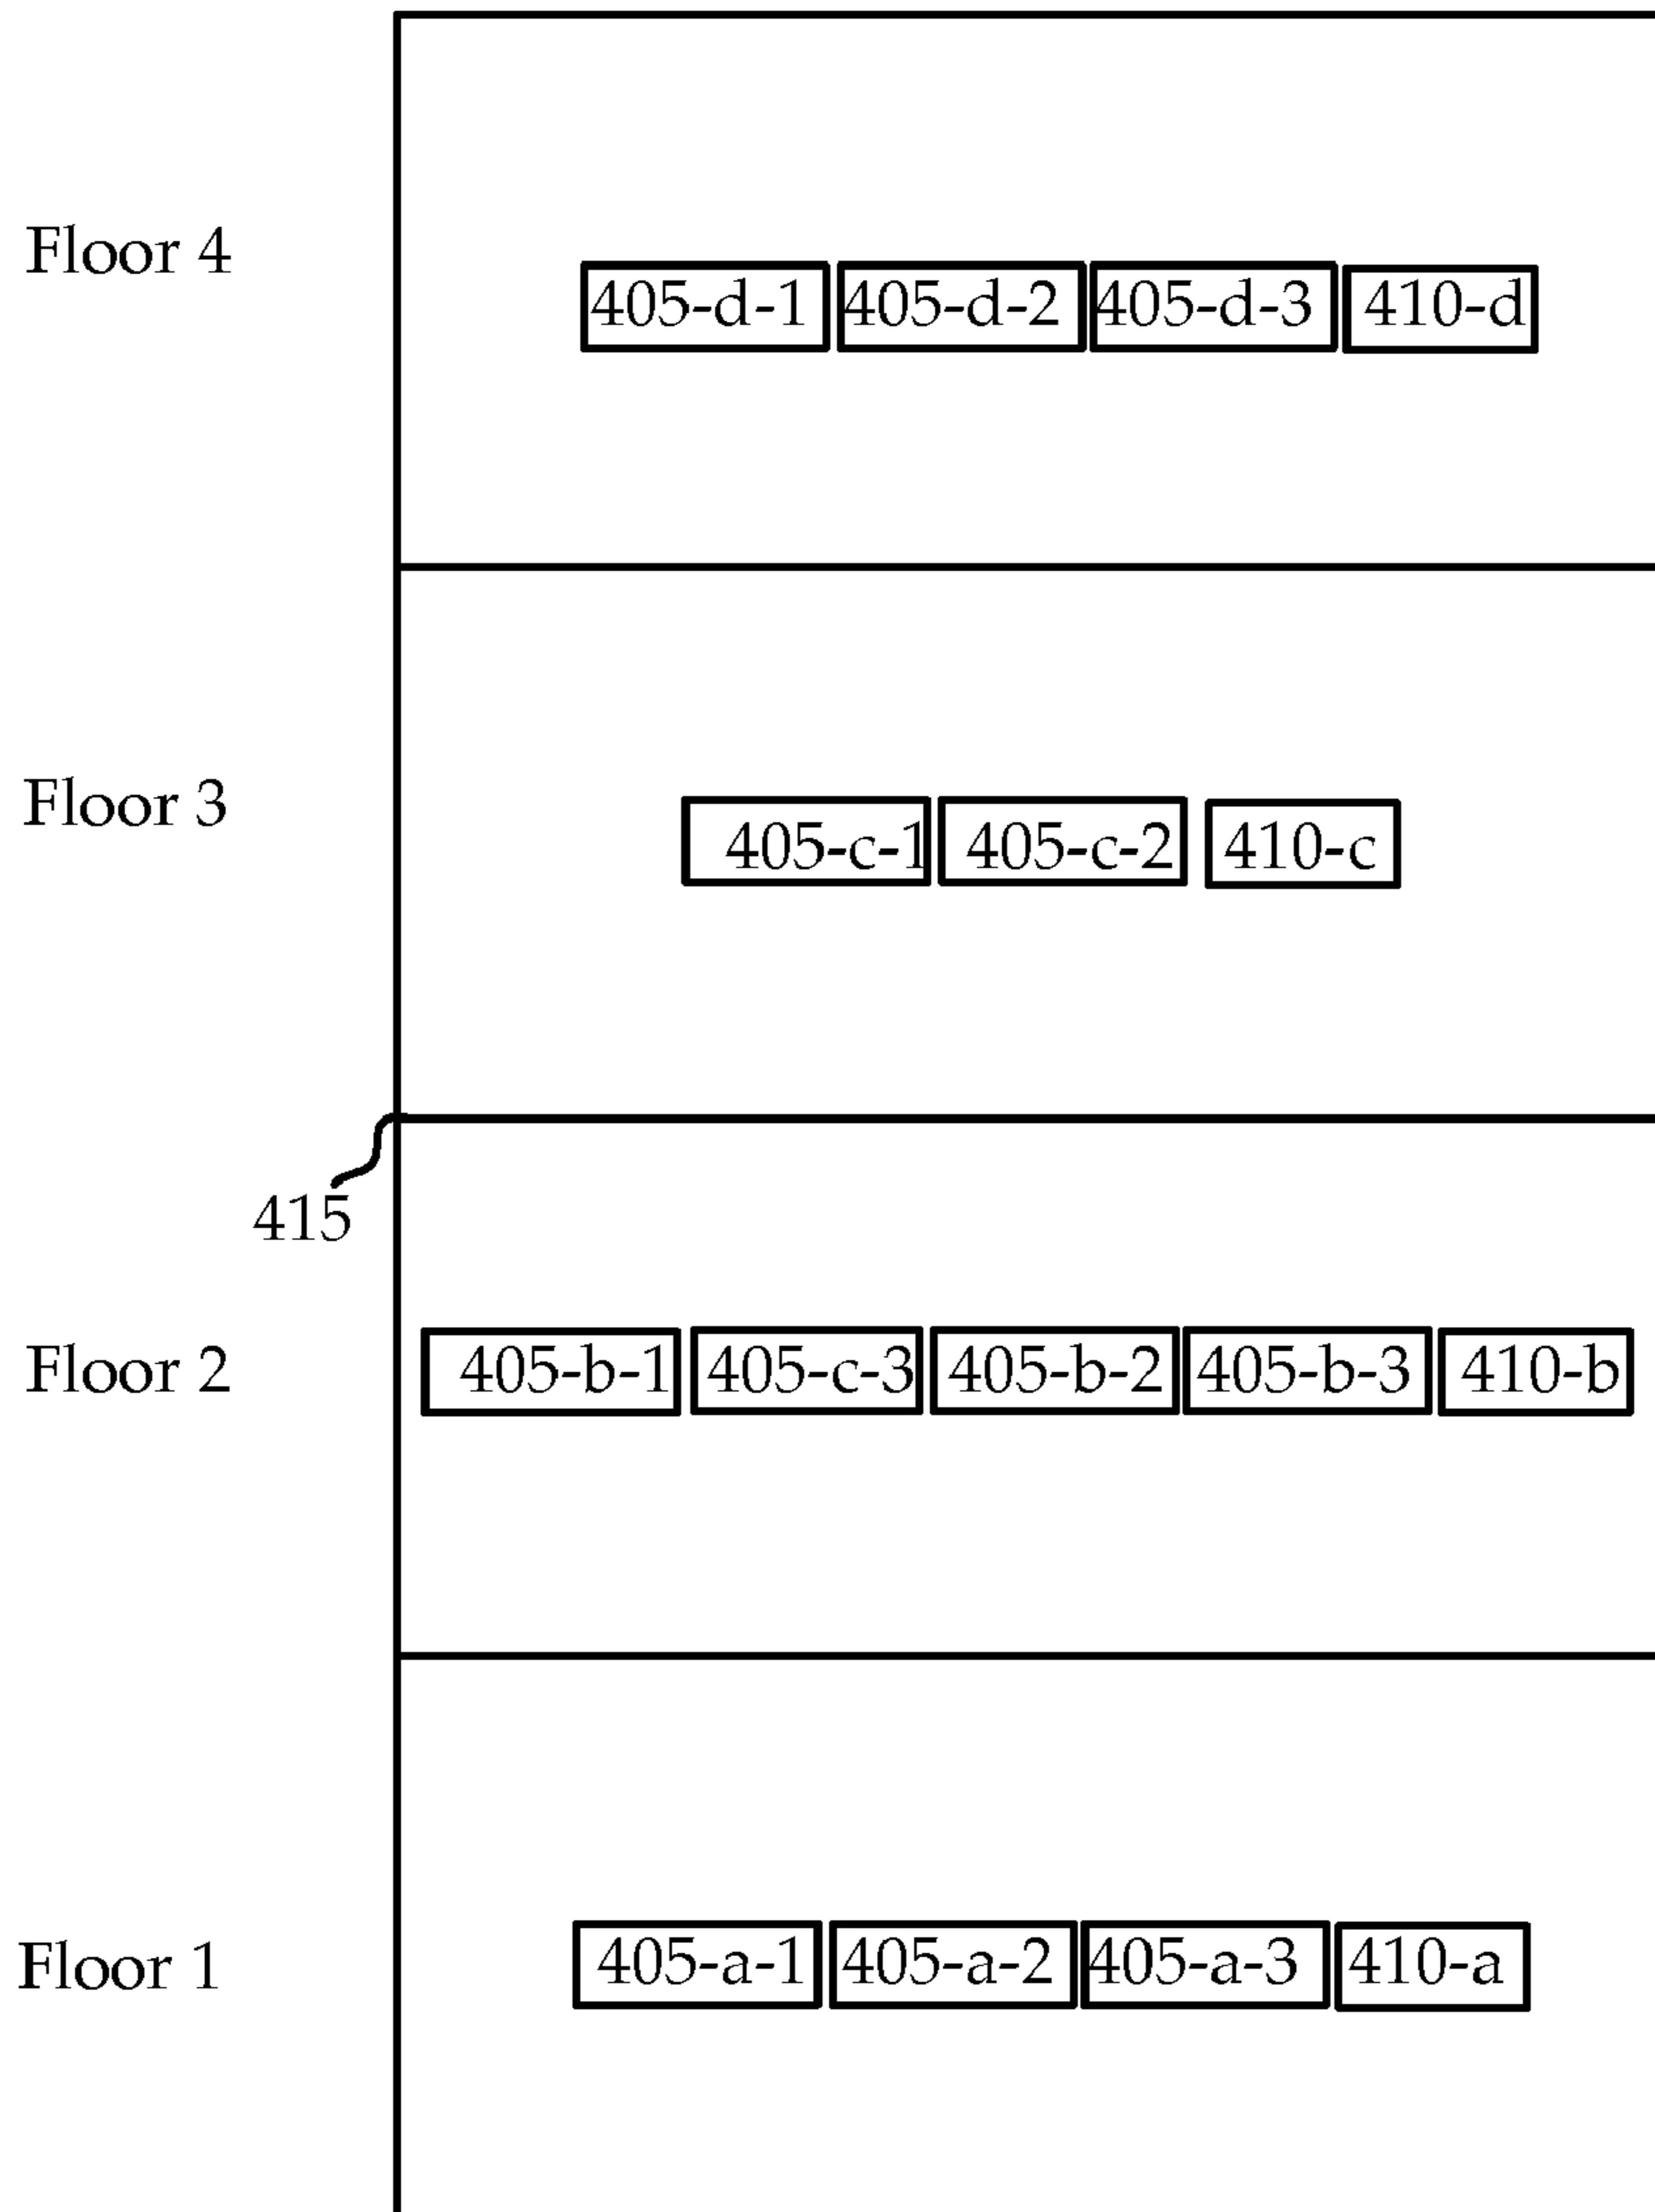 Floor 4
405-d-1 405-d-2 405-d-3 410-d
Floor 3
405-c-1 405-c-2 410-c
415
Floor 2
405-b-1 405-c-3 405-b-2 405-b-3 410-b
Floor 1
405-a-1 405-a-2 405-a-3 410-a